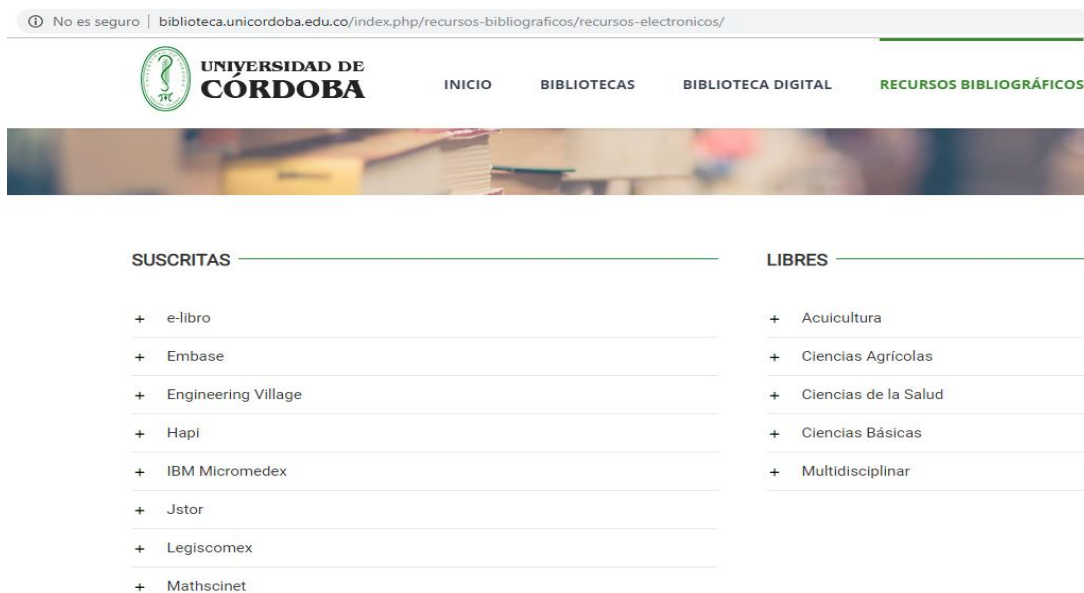 No es seguro | biblioteca.unicordoba.edu.co/index.php/recursos-bibliograficos/recursos-electronicos/
UNIVERSIDAD DE
CÓRDOBA
INICIO BIBLIOTECAS BIBLIOTECA DIGITAL RECURSOS BIBLIOGRÁFICOS
SUSCRITAS
+ e-libro
+ Embase
+ Engineering Village
+ Hapi
+ IBM Micromedex
+ Jstor
+ Legiscomex
+ Mathscinet
LIBRES
+ Acuicultura
+ Ciencias Agrícolas
+ Ciencias de la Salud
+ Ciencias Básicas
+ Multidisciplinar